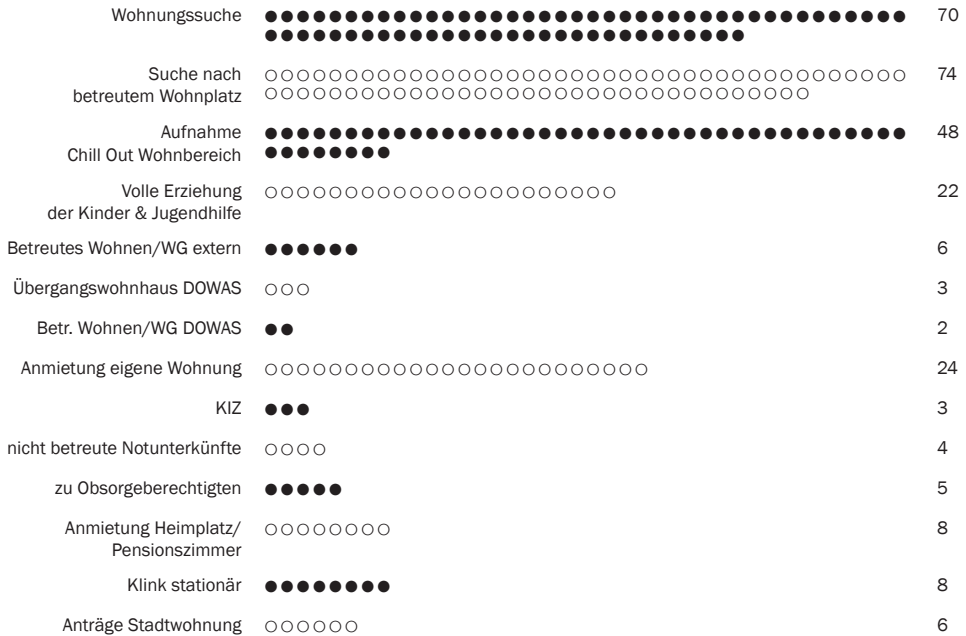 Wohnungssuche 70
Suche nach 74
betreutem Wohnplatz
Aufnahme 48
Chill Out Wohnbereich
Volle Erziehung 22
der Kinder & Jugendhilfe
Betreutes Wohnen/WG extern 6
Übergangswohnhaus DOWAS 3
Betr. Wohnen/WG DOWAS 2
Anmietung eigene Wohnung 24
KIZ 3
nicht betreute Notunterkünfte 4
zu Obsorgeberechtigten 5
Anmietung Heimplatz/ 8
Pensionszimmer
Klink stationär 8
Anträge Stadtwohnung 6